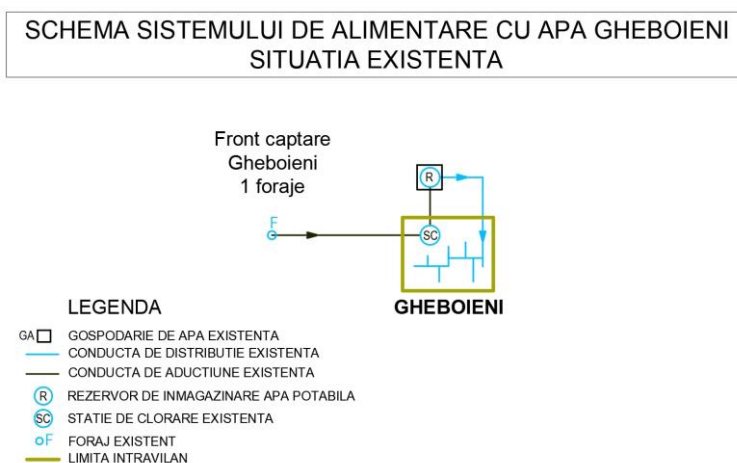 SCHEMA SISTEMULUI DE ALIMENTARE CU APA GHEBOIENI
SITUATIA EXISTENTA
Front captare
Gheboieni
1 foraje
R
F
SC
GHEBOIENI
LEGENDA
GA GOSPODARIE DE APA EXISTENTA
CONDUCTA DE DISTRIBUTIE EXISTENTA
CONDUCTA DE ADUCTIUNE EXISTENTA
R REZERVOR DE INMAGAZINARE APA POTABILA
SC STATIE DE CLORARE EXISTENTA
F FORAJ EXISTENT
LIMITA INTRAVILAN